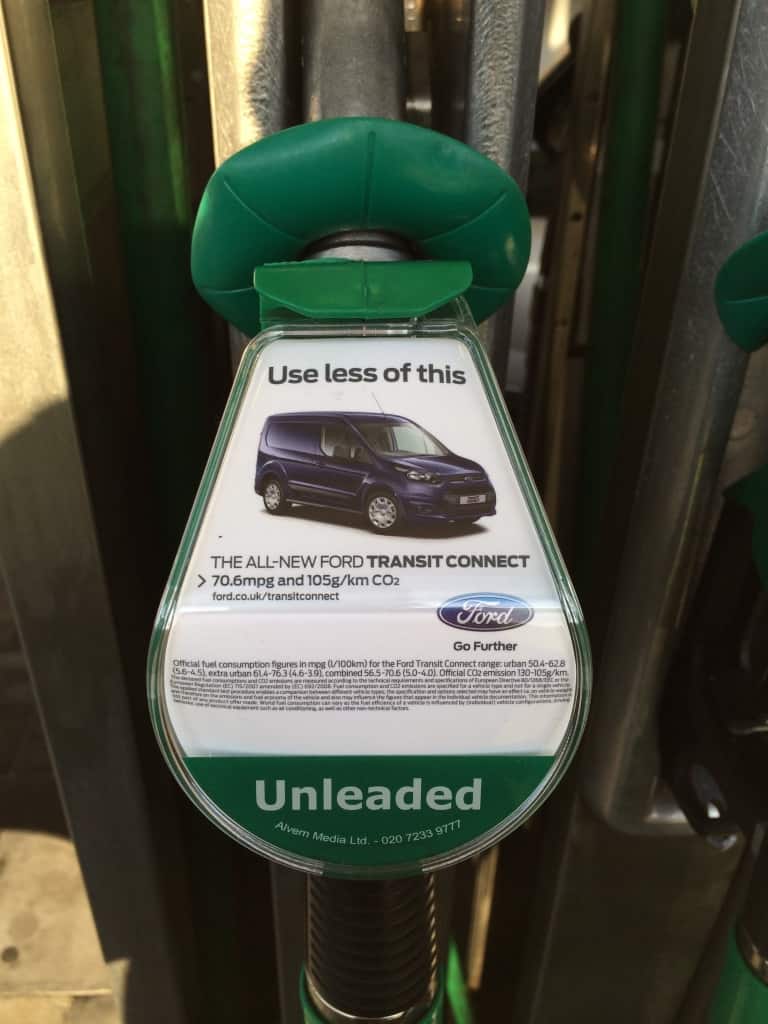 Use less of this
THE ALL-NEW FORD TRANSIT CONNECT
> 70.6mpg and 105g/km CO2
ford.co.uk/transitconnect
Ford
Go Further
Official fuel consumption figures in mpg (l/100km) for the Ford Transit Connect range: urban 50.4-62.8
(5.6-4.5), extra urban 61.4-76.3 (4.6-3.9), combined 56.5-70.6 (5.0-4.0). Official CO2 emission 130-105g/km.
Unleaded
Alvern Media Ltd. - 020 7233 9777